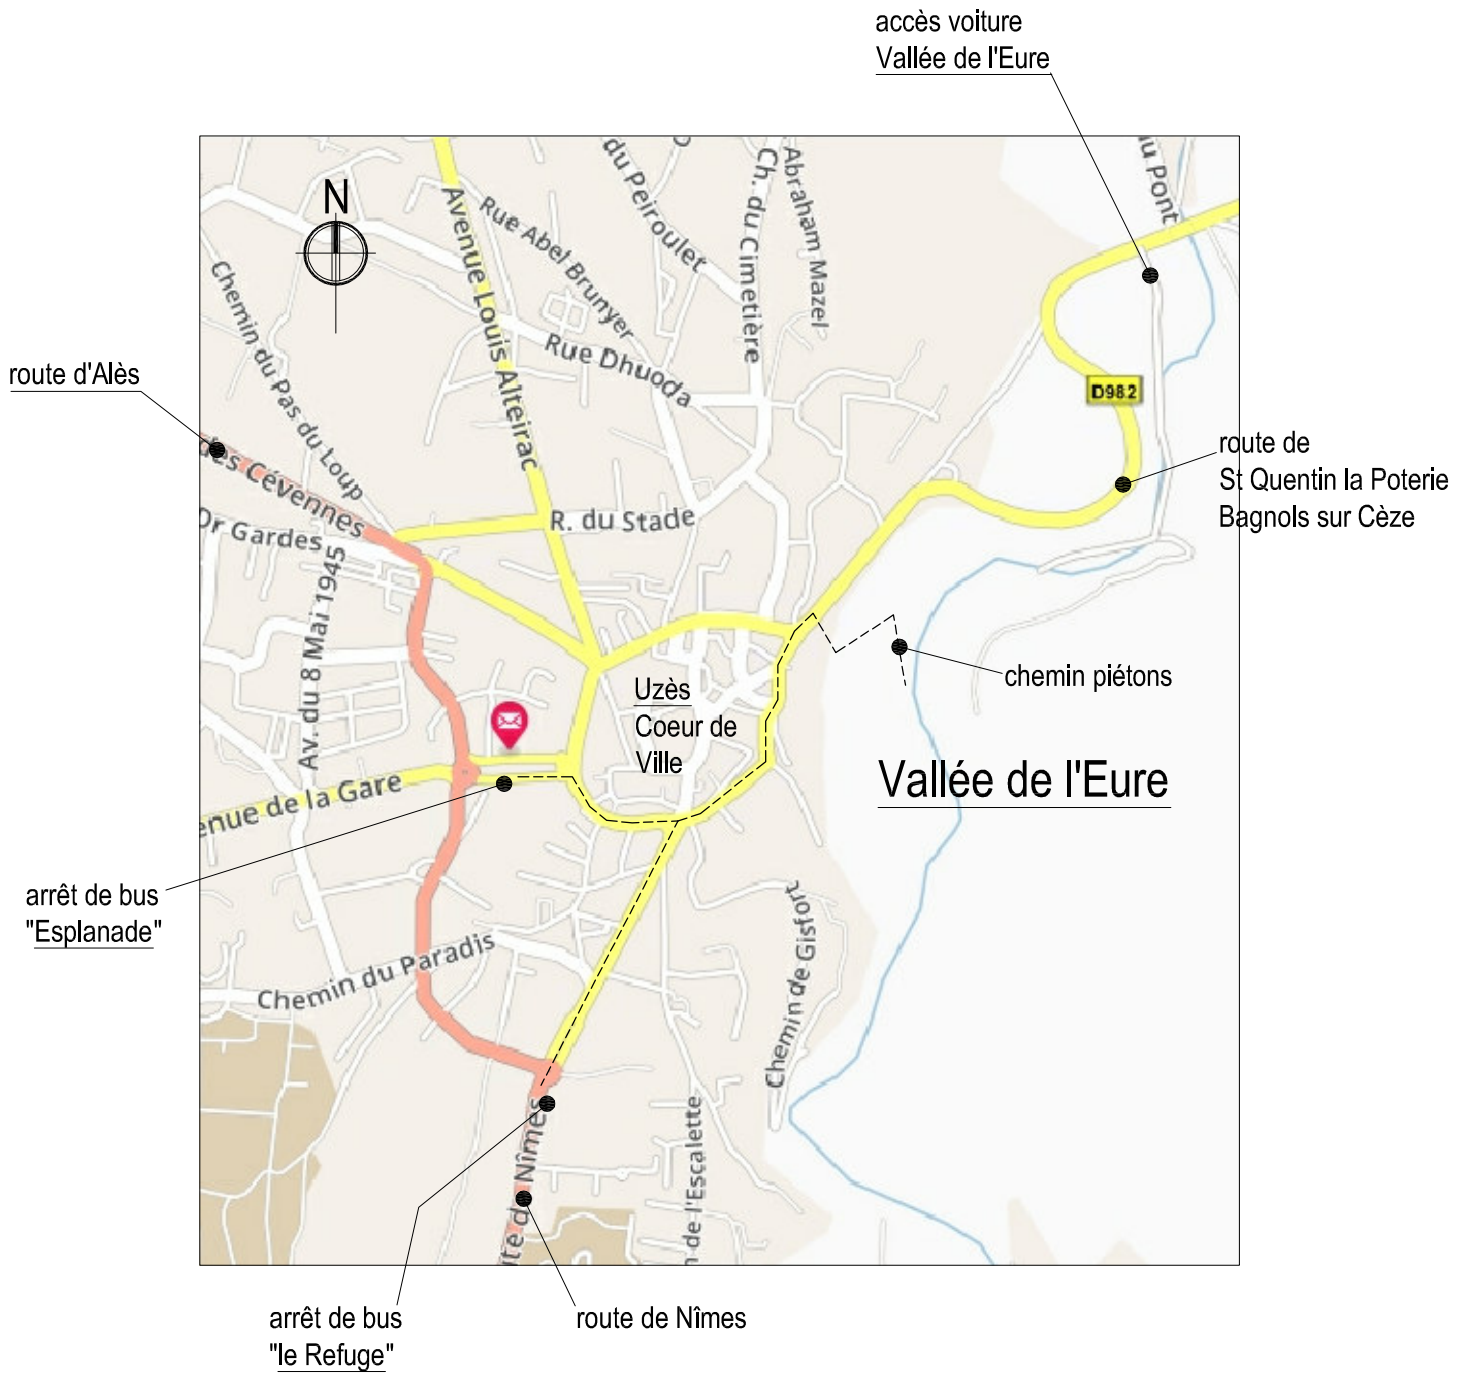 accès voiture
Vallée de l'Eure
N
Avenue Louis Alteirac
Rue Abel Brunyer
du Peiroulet
Ch. du Cimetière
Abraham Mazel
au Pont
Chemin du Pas du Loup
Rue Dhuoda
route d'Alès
D982
des Cévennes
route de
St Quentin la Poterie
Bagnols sur Cèze
Dr Gardes
R. du Stade
Av. du 8 Mai 1945
chemin piétons
Uzès
Coeur de
Ville
Vallée de l'Eure
enue de la Gare
arrêt de bus
"Esplanade"
Chemin du Paradis
Chemin de Gisfort
n de l'Escalette
ute d Nîmes
arrêt de bus
"le Refuge"
route de Nîmes